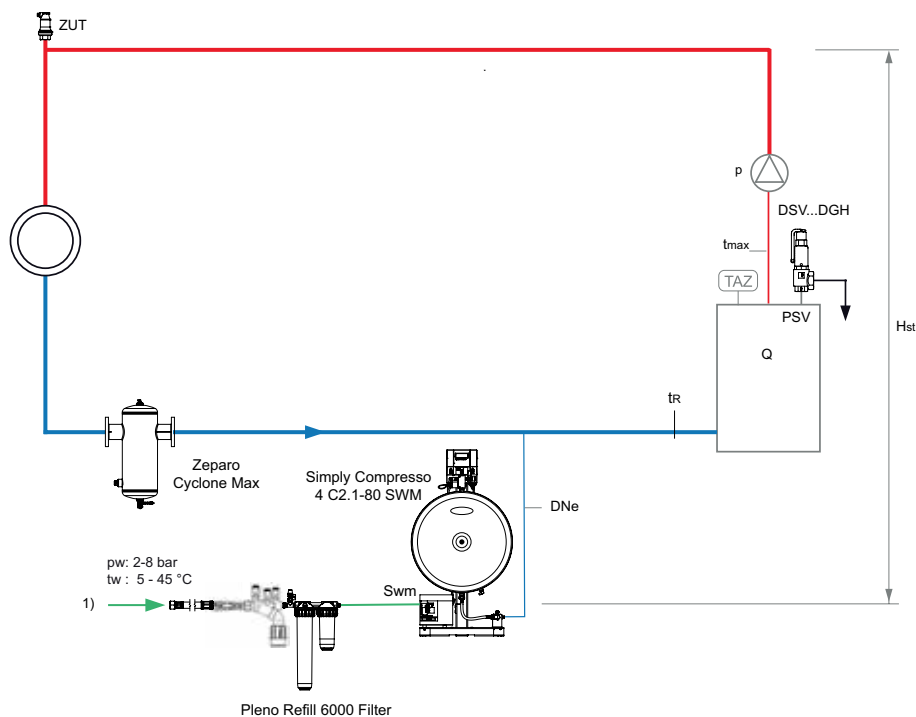 ZUT
p
DSV...DGH
tmax
TAZ
PSV
Hst
Q
tR
Zeparo
Cyclone Max
Simply Compresso
4 C2.1-80 SWM
DNe
pw: 2-8 bar
tw : 5 - 45 °C
Swm
1)
Pleno Refill 6000 Filter